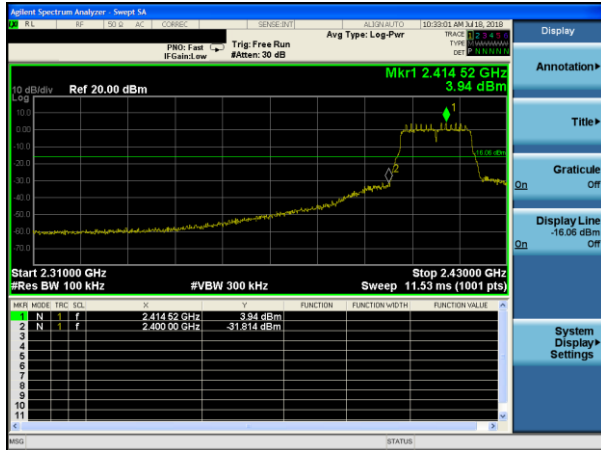 Agilent Spectrum Analyzer - Swept SA
RL RF 50 Ω AC CORREC SENSE:INT ALIGNAUTO 10:33:01 AM Jul 18, 2018
Display
Avg Type: Log-Pwr
TRACE 1 2 3 4 5 6
TYPE M
DET P N N N N N
PNO: Fast
IFGain:Low
Trig: Free Run
#Atten: 30 dB
Annotation
Mkr1 2.414 52 GHz
3.94 dBm
10 dB/div Ref 20.00 dBm
Log
10.0
0.00
-10.0
-20.0
-30.0
-40.0
-50.0
-60.0
-70.0
1
2
-16.06 dBm
Title
Graticule
On Off
Display Line
-16.06 dBm
On Off
Start 2.31000 GHz Stop 2.43000 GHz
#Res BW 100 kHz #VBW 300 kHz Sweep 11.53 ms (1001 pts)
MKR MODE TRC SCL X Y FUNCTION FUNCTION WIDTH FUNCTION VALUE
1 N 1 f 2.414 52 GHz 3.94 dBm
2 N 1 f 2.400 00 GHz -31.814 dBm
3
4
5
6
7
8
9
10
11
System
Display
Settings
MSG STATUS